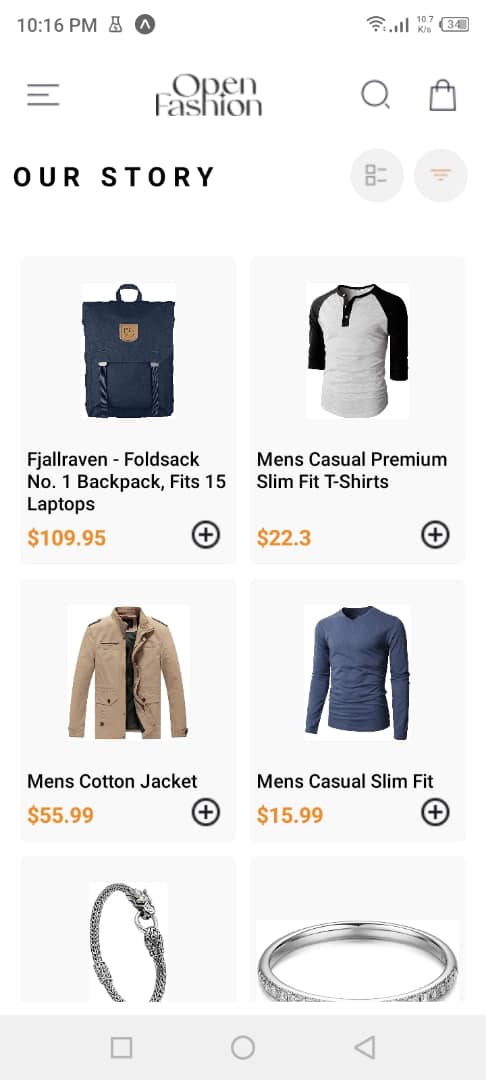 10:16 PM
10.7
K/s
34
Open
Fashion
OUR STORY
Fjallraven - Foldsack
No. 1 Backpack, Fits 15
Laptops
$109.95
Mens Casual Premium
Slim Fit T-Shirts
$22.3
Mens Cotton Jacket
$55.99
Mens Casual Slim Fit
$15.99